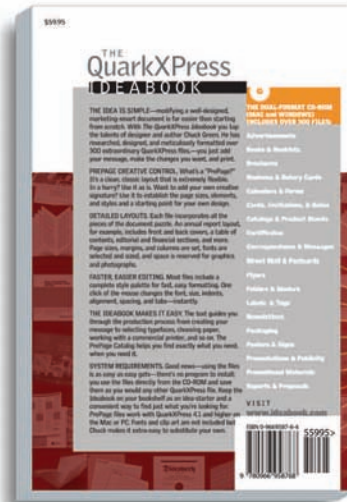 $5995
THE
QuarkXPress
IDEABOOK
THE IDEA IS SIMPLE—modifying a well-designed,
marketing-smart document is far easier than starting
from scratch. With The QuarkXPress Ideabook you tap
the talents of designer and author Chuck Green. He has
researched, designed, and meticulously formatted over
300 extraordinary QuarkXPress files—you just add
your message, make the changes you want, and print.
PREPAGE CREATIVE CONTROL. What's a "PrePage?"
It's a clean, classic layout that is extremely flexible.
In a hurry? Use it as is. Want to add your own creative
signature? Use it to establish the page sizes, elements,
and styles and a starting point for your own design.
DETAILED LAYOUTS. Each file incorporates all the
pieces of the document puzzle. An annual report layout,
for example, includes front and back covers, a table of
contents, editorial and financial sections, and more.
Page sizes, margins, and columns are set, fonts are
selected and sized, and space is reserved for graphics
and photographs.
FASTER, EASIER EDITING. Most files include a
complete style palette for fast, easy formatting. One
click of the mouse changes the font, size, indents,
alignment, spacing, and tabs—instantly.
THE IDEABOOK MAKES IT EASY. The text guides you
through the production process from creating your
message to selecting typefaces, choosing paper,
working with a commercial printer, and so on. The
PrePage Catalog helps you find exactly what you need,
when you need it.
SYSTEM REQUIREMENTS. Good news—using the files
is as easy as easy gets—there's no program to install;
you use the files directly from the CD-ROM and save
them as you would any other QuarkXPress file. Keep the
Ideabook on your bookshelf as an idea-starter and a
convenient way to find just what you're looking for.
PrePage files work with QuarkXPress 4.1 and higher on
the Mac or PC. Fonts and clip art are not included but
Chuck makes it extra-easy to substitute your own.
THE DUAL-FORMAT CD-ROM
(MAC and WINDOWS)
INCLUDES OVER 300 FILES:
Advertisements
Books & Booklets
Brochures
Business & Rotary Cards
Calendars & Forms
Cards, Invitations, & Notes
Catalogs & Product Sheets
Certificates
Correspondence & Messages
Direct Mail & Postcards
Flyers
Folders & Binders
Labels & Tags
Newsletters
Packaging
Posters & Signs
Presentations & Publicity
Promotional Materials
Reports & Proposals
VISIT
www.ideabook.com
55995>
9 780966 958768